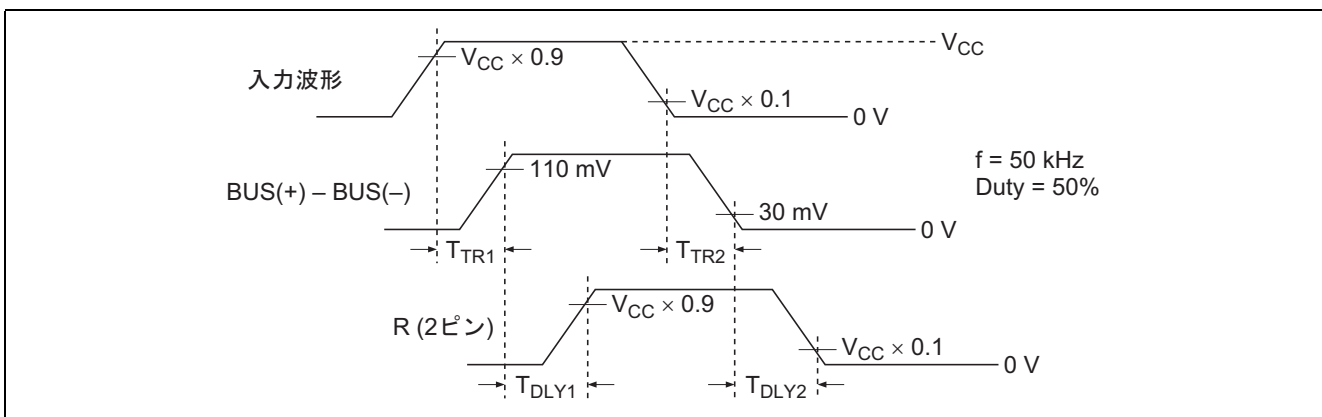 V_CC
V_CC × 0.9
入力波形
V_CC × 0.1
0 V
110 mV
f = 50 kHz
Duty = 50%
BUS(+) – BUS(–)
30 mV
0 V
T_TR1
T_TR2
V_CC × 0.9
R (2ピン)
V_CC × 0.1
0 V
T_DLY1
T_DLY2